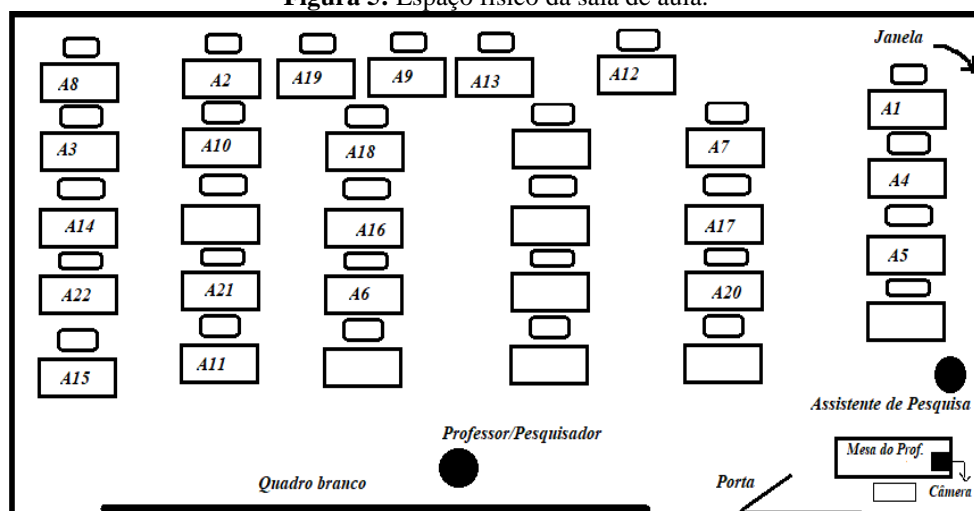 Figura 5: Espaço físico da sala de aula.
Janela
A8
A2
A19
A9
A13
A12
A1
A3
A10
A18
A7
A4
A14
A16
A17
A5
A22
A21
A6
A20
A15
A11
Assistente de Pesquisa
Professor/Pesquisador
Mesa do Prof.
Quadro branco
Porta
Câmera